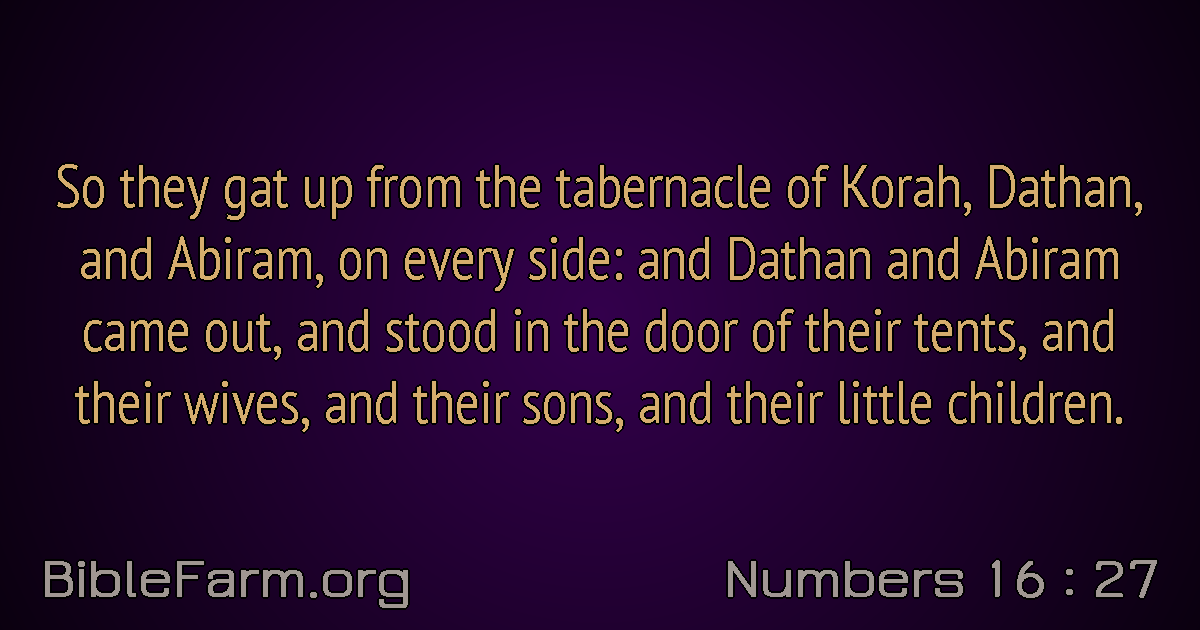 So they gat up from the tabernacle of Korah, Dathan,
and Abiram, on every side: and Dathan and Abiram
came out, and stood in the door of their tents, and
their wives, and their sons, and their little children.
BibleFarm.org
Numbers 16 : 27